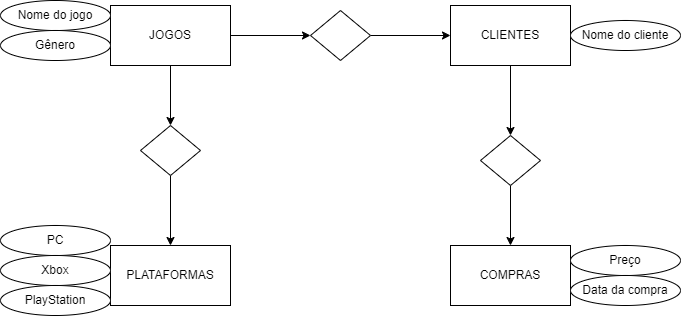 Nome do jogo
Gênero
JOGOS
CLIENTES
Nome do cliente
PC
Xbox
PlayStation
PLATAFORMAS
COMPRAS
Preço
Data da compra